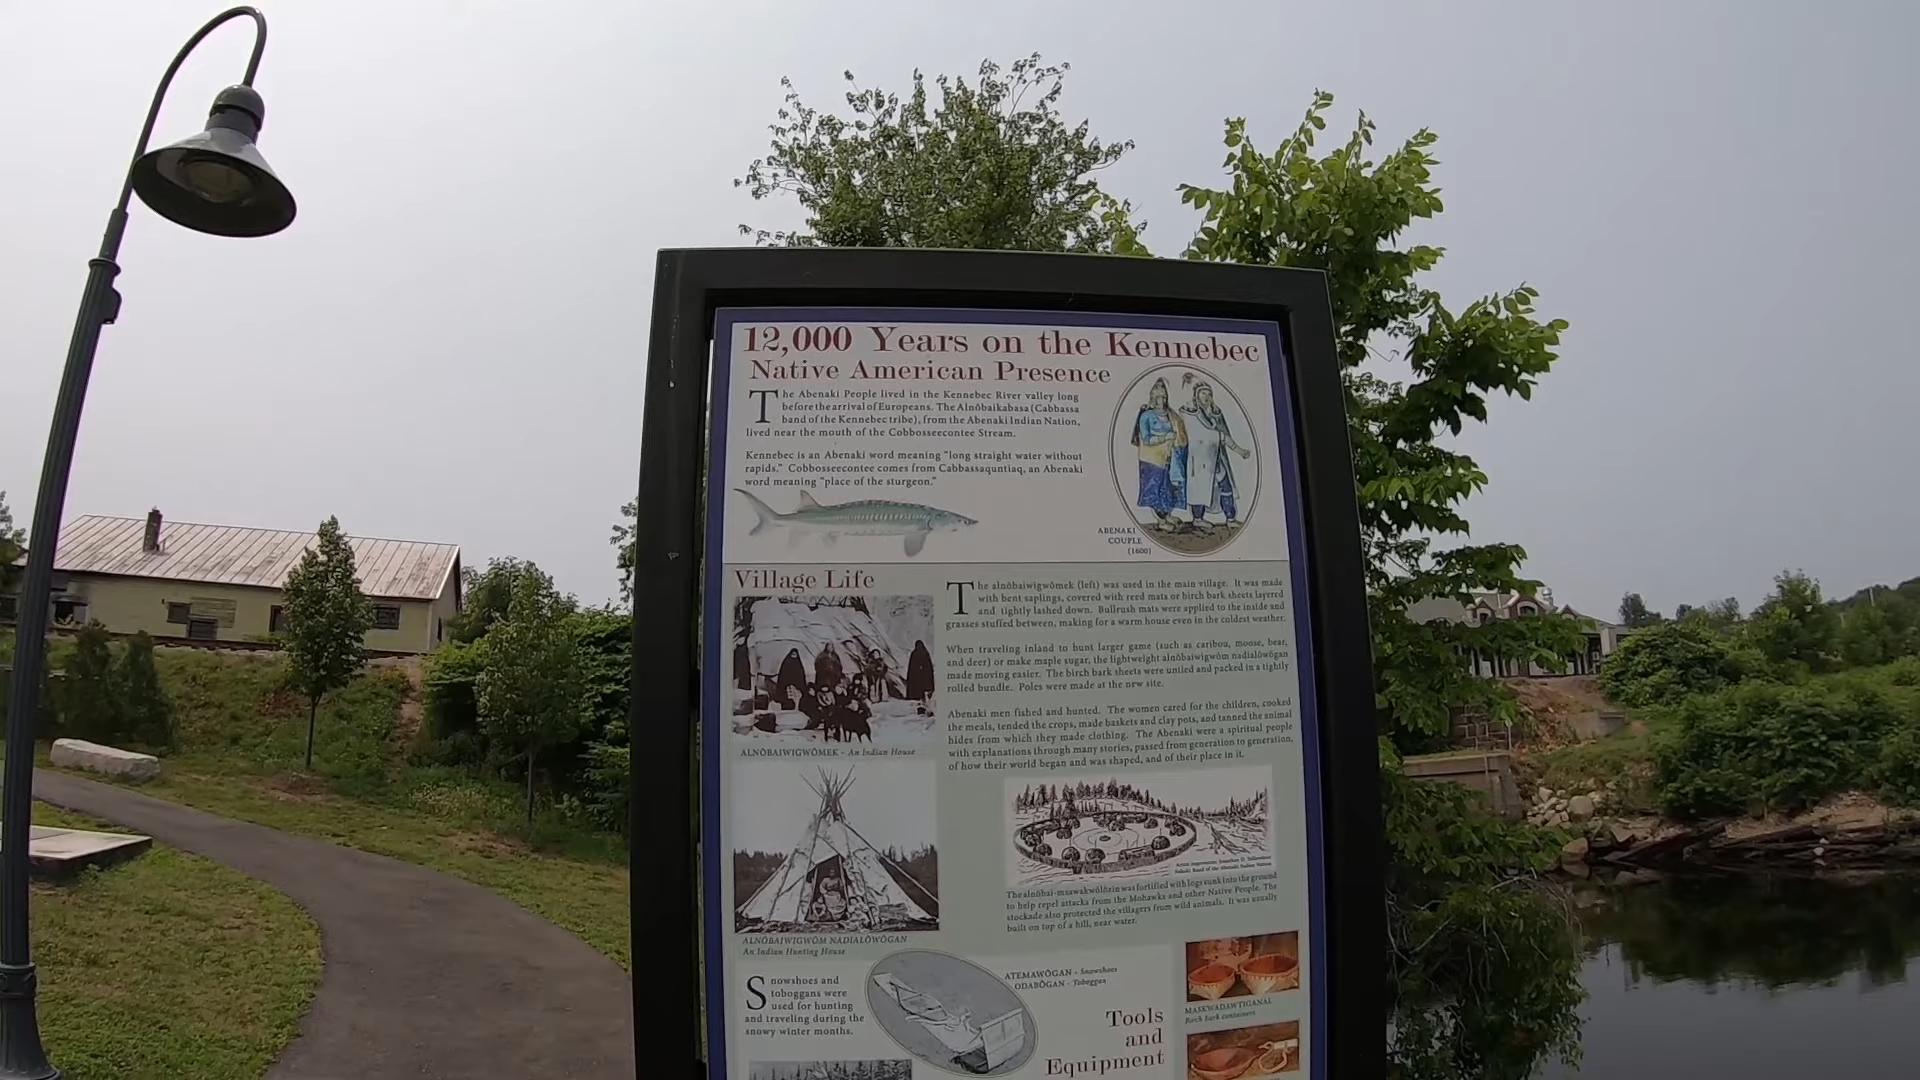 12,000 Years on the Kennebec
Native American Presence
The Abenaki People lived in the Kennebec River valley long
before the arrival of Europeans. The Alnôbaikabasa (Cabbassa
band of the Kennebec tribe), from the Abenaki Indian Nation,
lived near the mouth of the Cobbosseecontee Stream.
Kennebec is an Abenaki word meaning "long straight water without
rapids." Cobbosseecontee comes from Cabbassaquntiaq, an Abenaki
word meaning "place of the sturgeon."
ABENAKI
COUPLE
(1600)
Village Life
ALNÔBAIWIGWÔMEK - An Indian House
ALNÔBAIWIGWÔM NADIALÔWÔGAN
An Indian Hunting House
The alnôbaiwigwômek (left) was used in the main village. It was made
with bent saplings, covered with reed mats or birch bark sheets layered
and tightly lashed down. Bullrush mats were applied to the inside and
grasses stuffed between, making for a warm house even in the coldest weather.
When traveling inland to hunt larger game (such as caribou, moose, bear,
and deer) or make maple sugar, the lightweight alnôbaiwigwôm nadialôwôgan
made moving easier. The birch bark sheets were untied and packed in a tightly
rolled bundle. Poles were made at the new site.
Abenaki men fished and hunted. The women cared for the children, cooked
the meals, tended the crops, made baskets and clay pots, and tanned the animal
hides from which they made clothing. The Abenaki were a spiritual people
with explanations through many stories, passed from generation to generation,
of how their world began and was shaped, and of their place in it.
The alnôbai-msawakwôlôzin was fortified with logs sunk into the ground
to help repel attacks from the Mohawks and other Native People. The
stockade also protected the villagers from wild animals. It was usually
built on top of a hill, near water.
Snowshoes and
toboggans were
used for hunting
and traveling during the
snowy winter months.
ATEMAWÔGAN - Snowshoes
ODABÔGAN - Toboggan
Tools
and
Equipment
MASKWADAWTIGANAL
Birch bark containers